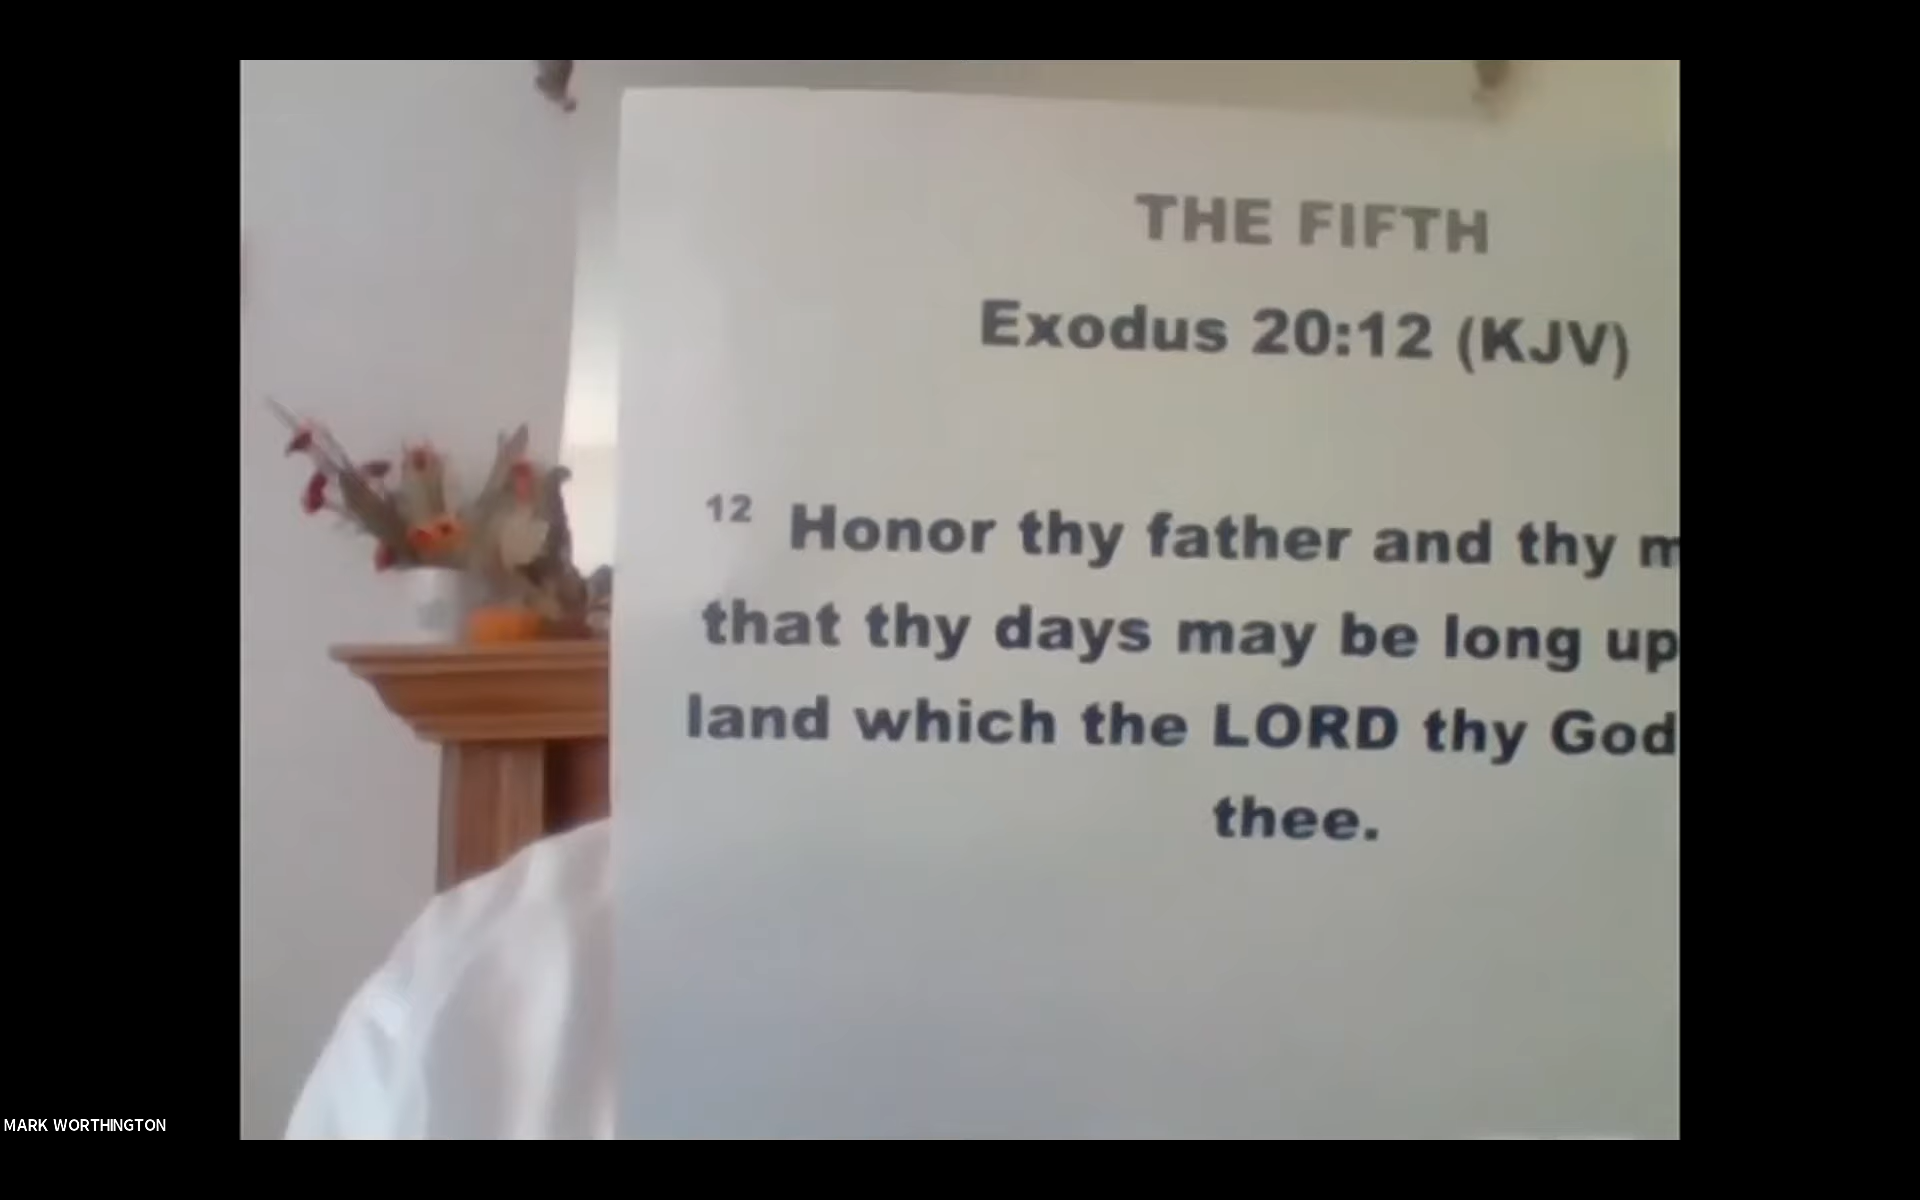 THE FIFTH
Exodus 20:12 (KJV)
12 Honor thy father and thy m
that thy days may be long up
land which the LORD thy God
thee.
MARK WORTHINGTON